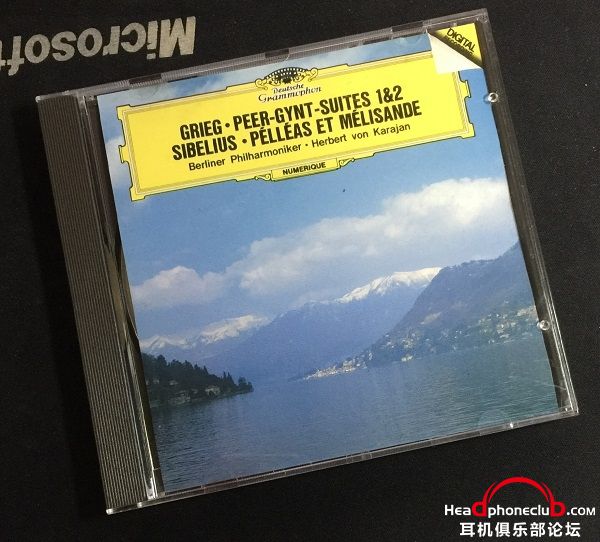 Microsoft
DIGITAL
Deutsche
Grammophon
GRIEG · PEER-GYNT-SUITES 1&2
SIBELIUS · PÉLLÉAS ET MÉLISANDE
Berliner Philharmoniker · Herbert von Karajan
NUMERIQUE
Headphoneclub.com
耳机俱乐部论坛